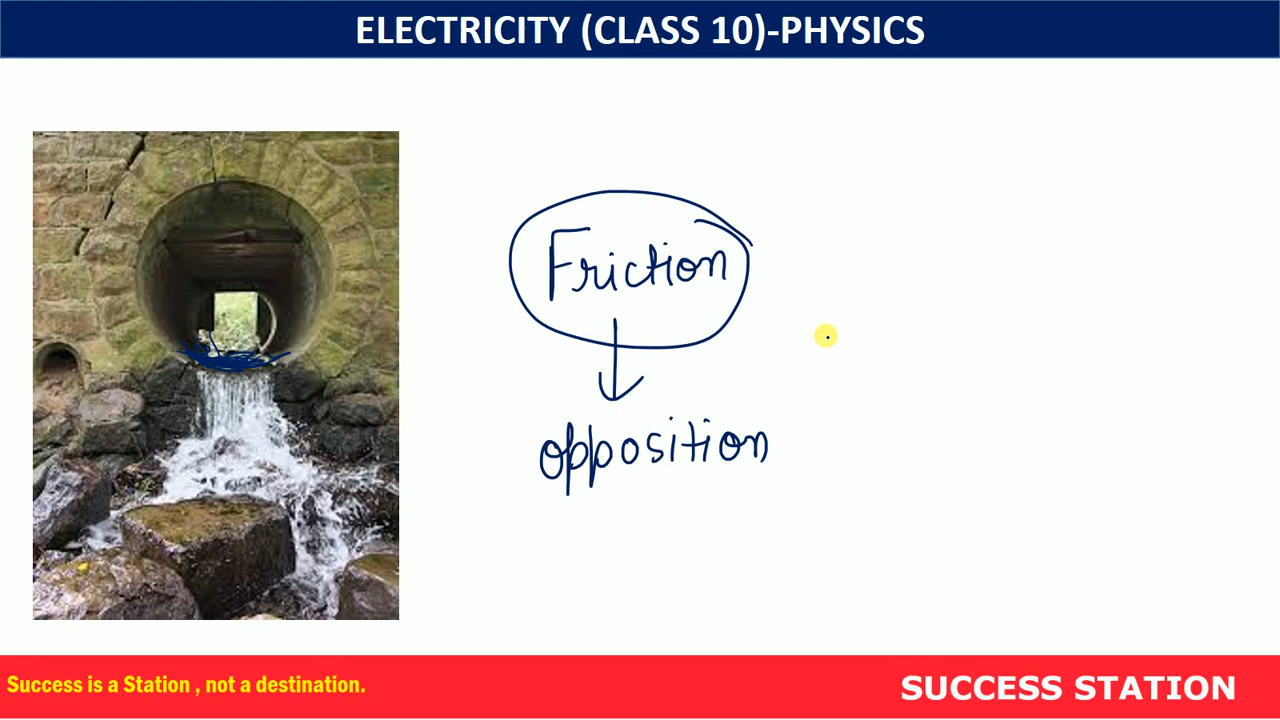 ELECTRICITY (CLASS 10)-PHYSICS
Friction
opposition
Success is a Station , not a destination.
SUCCESS STATION